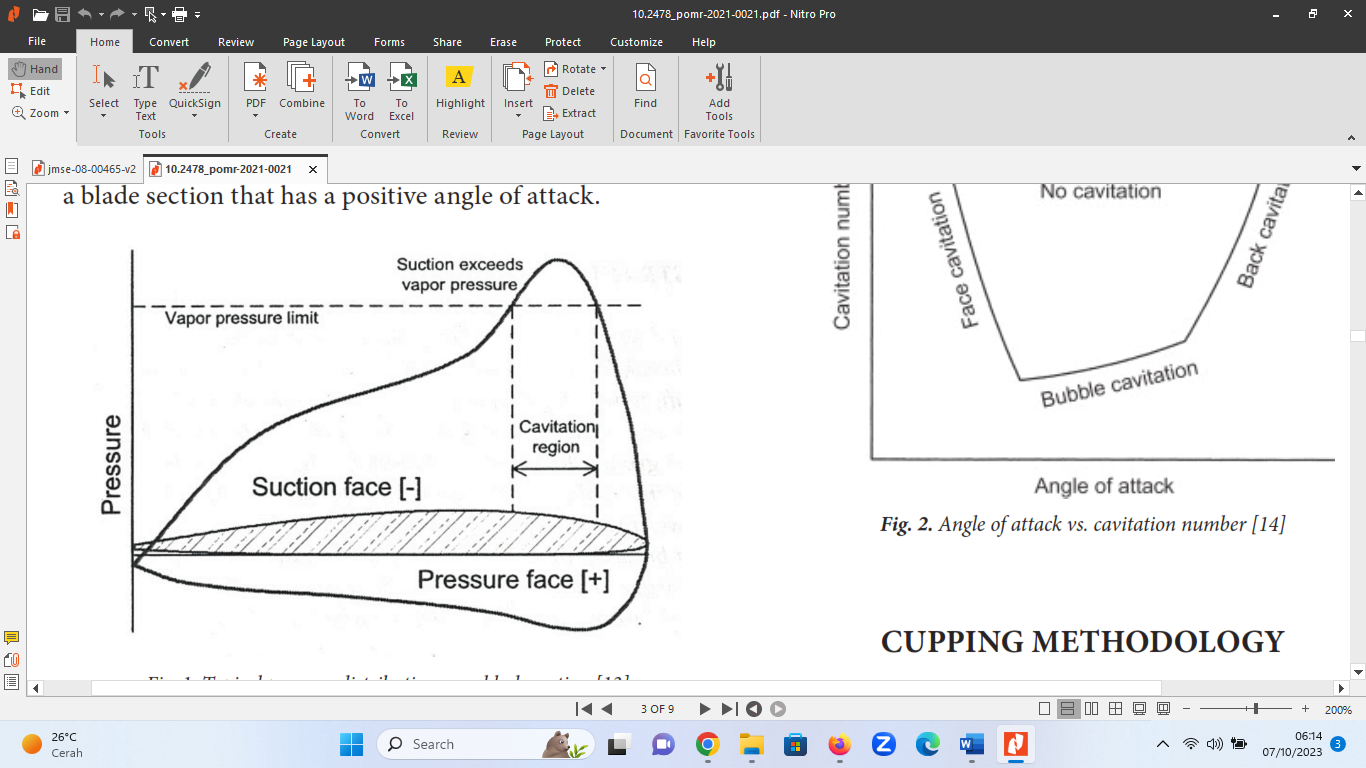 10.2478_pomr-2021-0021.pdf - Nitro Pro
File
Home
Convert
Review
Page Layout
Forms
Share
Erase
Protect
Customize
Help
Hand
Edit
Zoom
Select
Type Text
QuickSign
Tools
PDF
Combine
Create
To Word
To Excel
Convert
Highlight
Review
Insert
Rotate
Delete
Extract
Page Layout
Find
Document
Add Tools
Favorite Tools
jmse-08-00465-v2
10.2478_pomr-2021-0021
a blade section that has a positive angle of attack.
Suction exceeds
vapor pressure
Vapor pressure limit
Pressure
Cavitation
region
Suction face [-]
Pressure face [+]
No cavitation
Face cavitation
Bubble cavitation
Back
Cavitation
Angle of attack
Fig. 2. Angle of attack vs. cavitation number [14]
CUPPING METHODOLOGY
3 OF 9
200%
26°C
Cerah
Search
06:14
07/10/2023
3